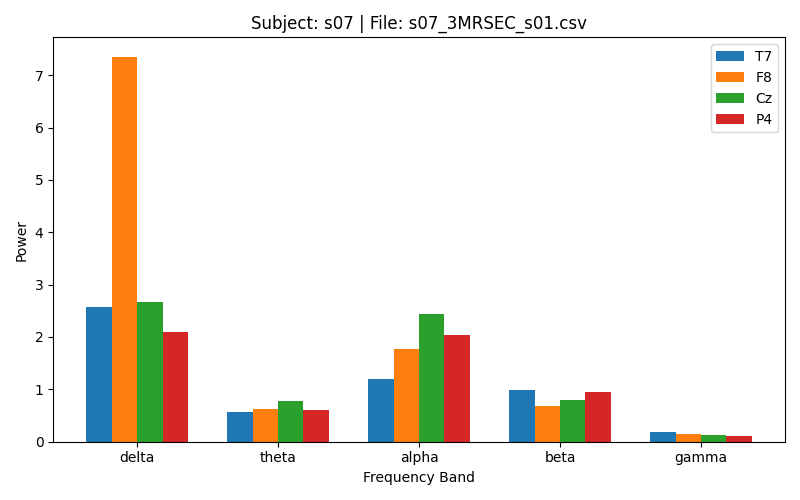 Subject: s07 | File: s07_3MRSEC_s01.csv
T7
F8
Cz
P4
Power
7
6
5
4
3
2
1
0
delta theta alpha beta gamma
Frequency Band